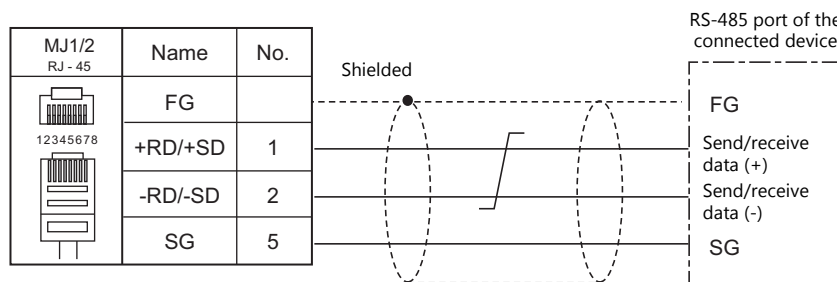 RS-485 port of the
connected device
MJ1/2
RJ - 45
Name
No.
Shielded
FG
FG
12345678
+RD/+SD
1
Send/receive
data (+)
-RD/-SD
2
Send/receive
data (-)
SG
5
SG